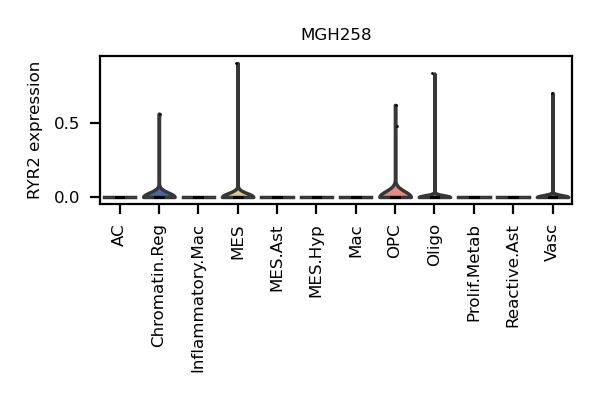 MGH258
RYR2 expression
0.5
0.0
AC
Chromatin.Reg
Inflammatory.Mac
MES
MES.Ast
MES.Hyp
Mac
OPC
Oligo
Prolif.Metab
Reactive.Ast
Vasc